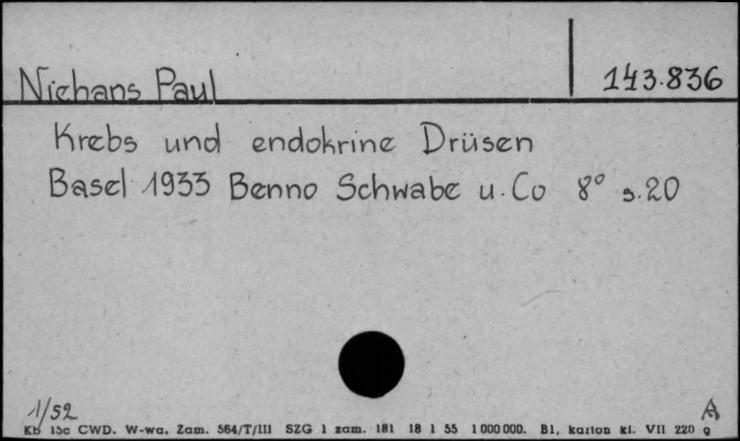 Niehans Paul 143.836
Krebs und endokrine Drüsen
Basel 1933 Benno Schwabe u. Co 8° s. 20
1/52 A
Kb 15c CWD. W-wa. Zam. 564/T/III SZG 1 zam. 181 18 1 55 1 000 000. B1, karton kl. VII 220 g